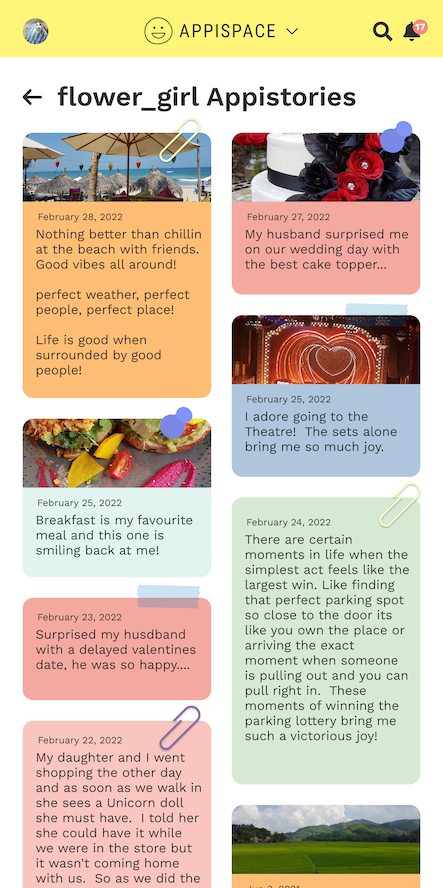 APPISPACE
17
flower_girl Appistories
February 28, 2022
Nothing better than chillin
at the beach with friends.
Good vibes all around!
perfect weather, perfect
people, perfect place!
Life is good when
surrounded by good
people!
February 25, 2022
Breakfast is my favourite
meal and this one is
smiling back at me!
February 23, 2022
Surprised my husdband
with a delayed valentines
date, he was so happy....
February 22, 2022
My daughter and I went
shopping the other day
and as soon as we walk in
she sees a Unicorn doll
she must have.  I told her
she could have it while
we were in the store but
it wasn't coming home
with us.  So as we did the
February 27, 2022
My husband surprised me
on our wedding day with
the best cake topper...
February 25, 2022
I adore going to the
Theatre!  The sets alone
bring me so much joy.
February 24, 2022
There are certain
moments in life when the
simplest act feels like the
largest win. Like finding
that perfect parking spot
so close to the door its
like you own the place or
arriving the exact
moment when someone
is pulling out and you can
pull right in.  These
moments of winning the
parking lottery bring me
such a victorious joy!